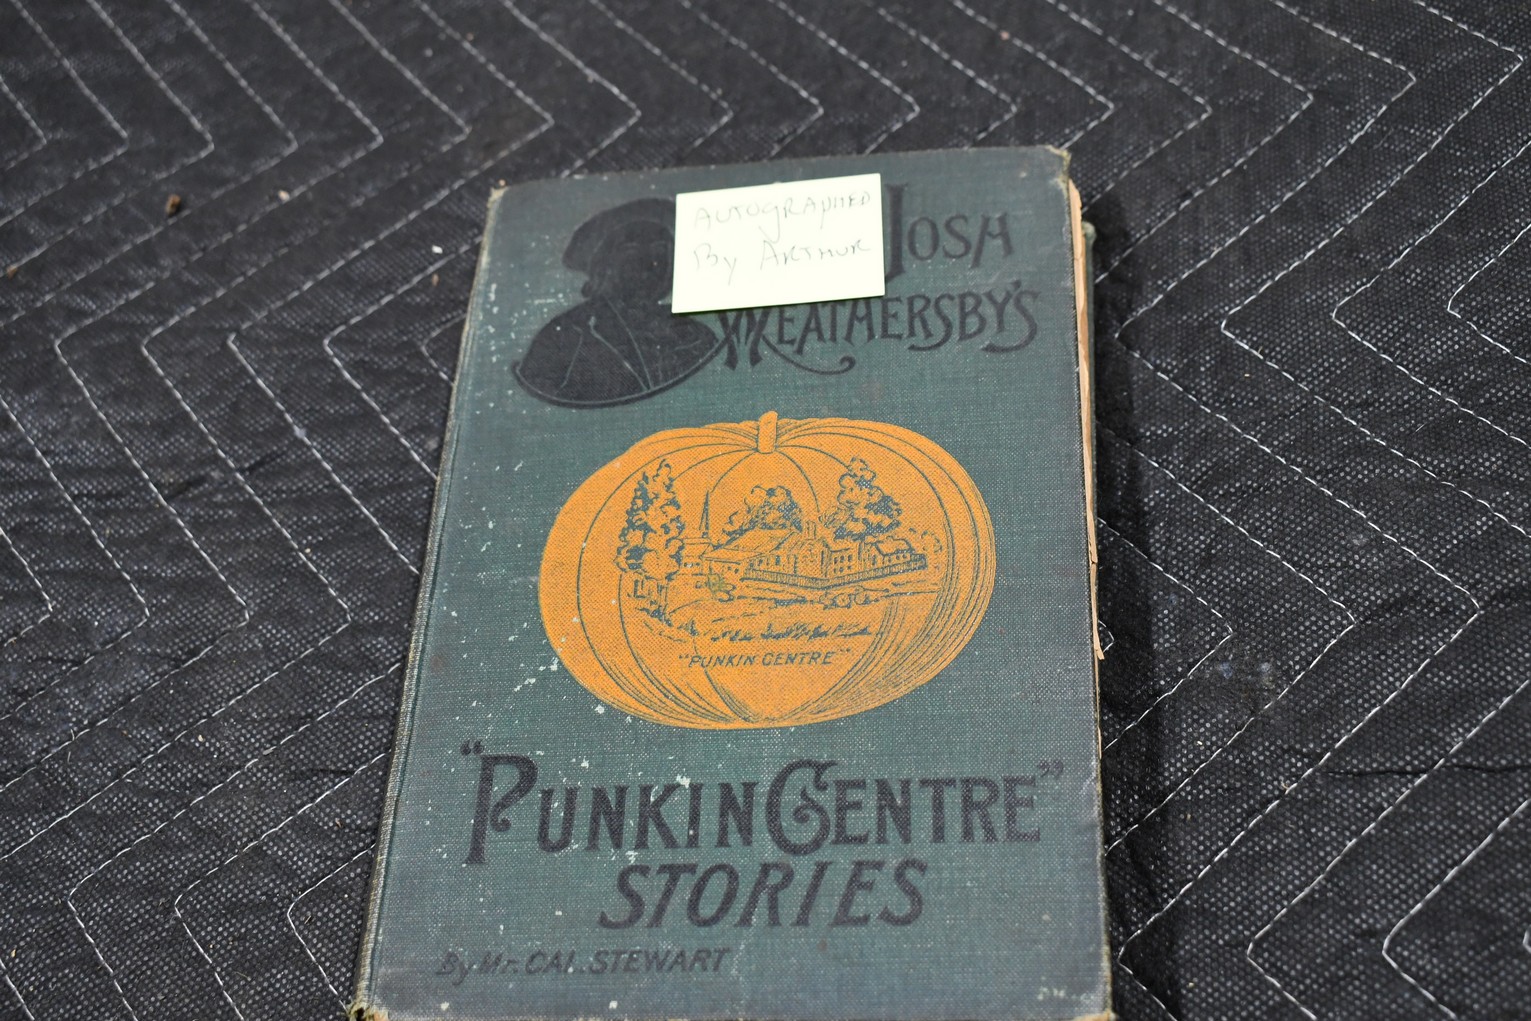 AUTOGRAPHED
By ARTHUR
JOSH
WEATHERSBY'S
"PUNKIN CENTRE"
"PUNKIN CENTRE"
STORIES
By Mr. CAL. STEWART